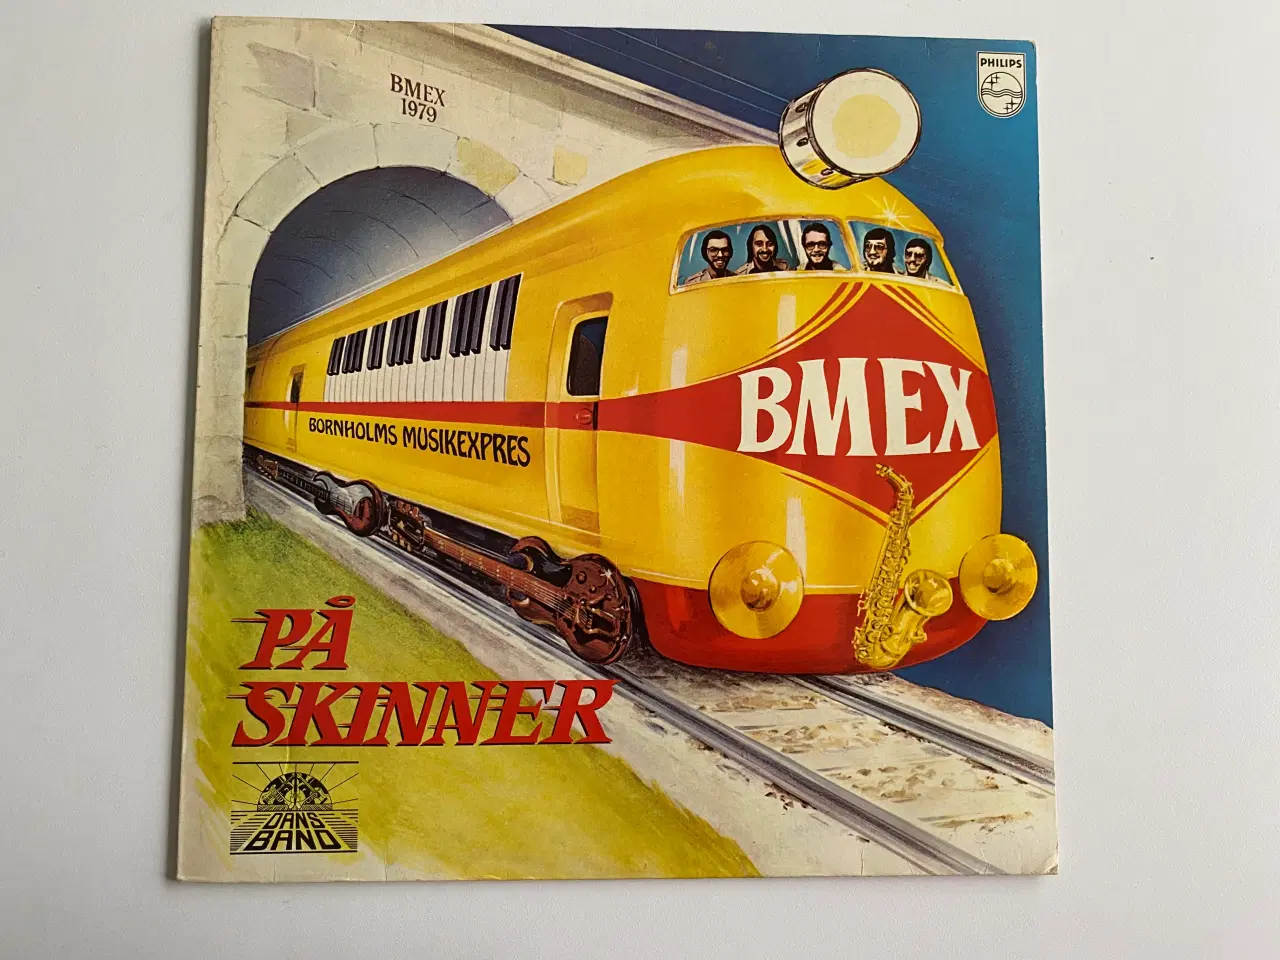 BMEX
1979
PHILIPS
BMEX
BORNHOLMS MUSIKEXPRES
PÅ
SKINNER
DANS
BAND